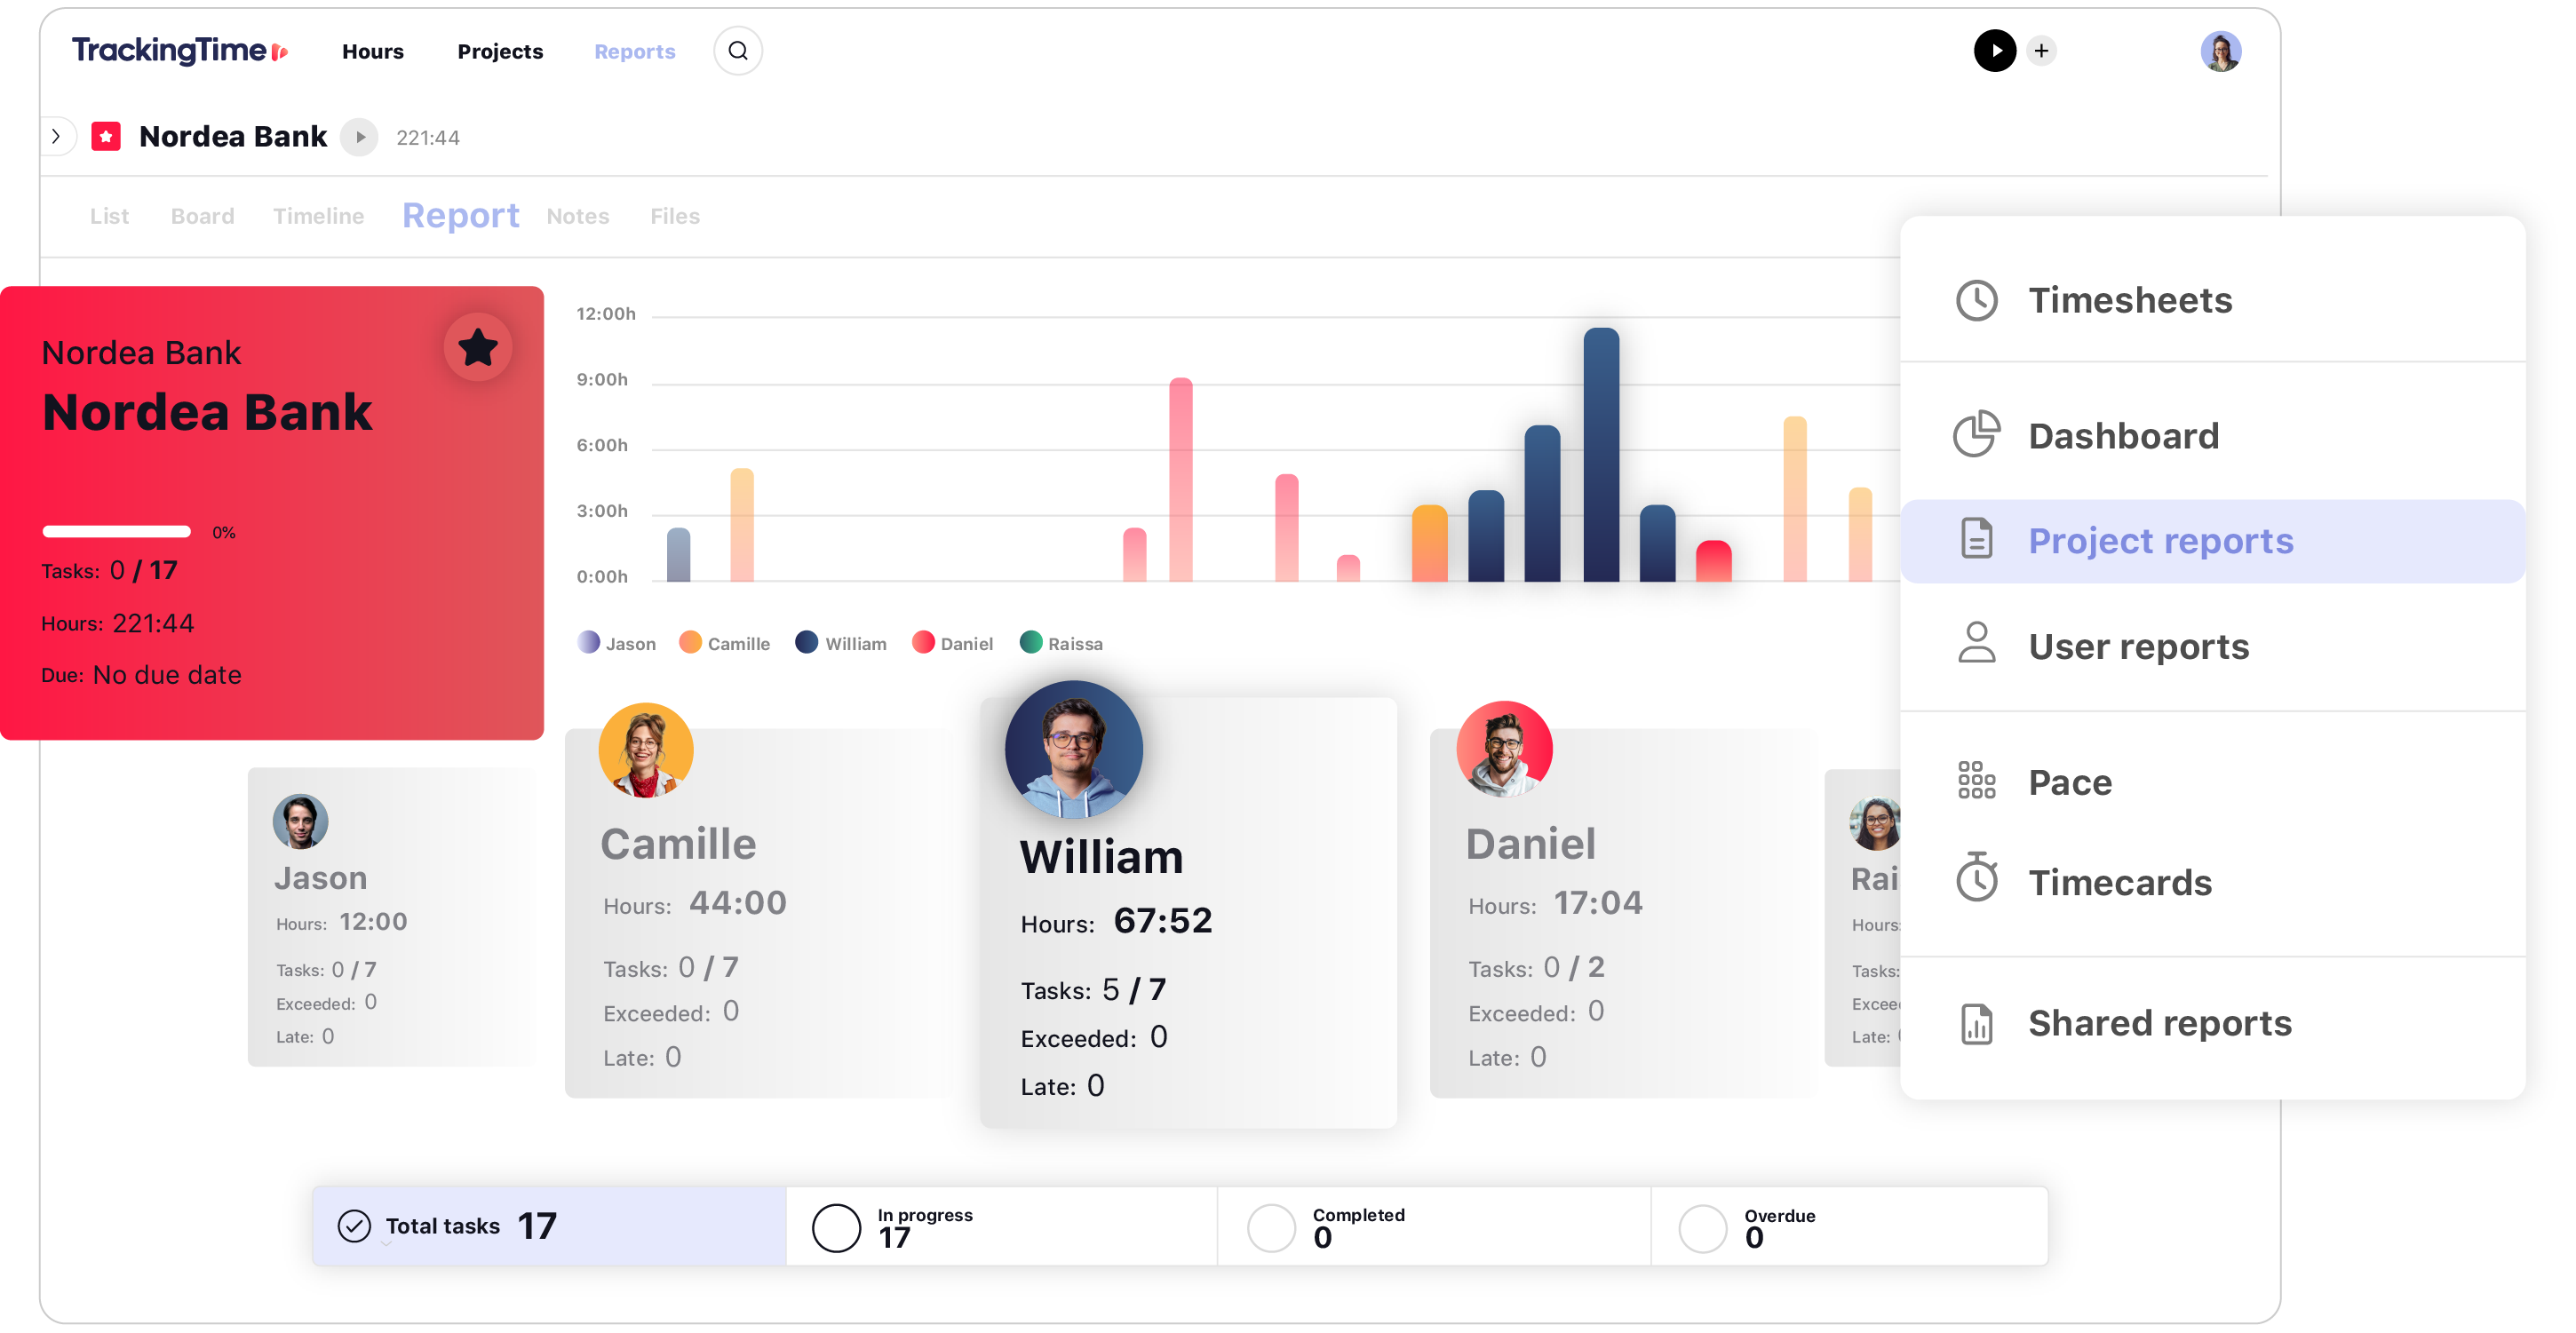 TrackingTime
Hours Projects Reports
Nordea Bank 221:44
List Board Timeline Report Notes Files
Nordea Bank
Nordea Bank
0%
Tasks: 0 / 17
Hours: 221:44
Due: No due date
12:00h
9:00h
6:00h
3:00h
0:00h
Jason Camille William Daniel Raissa
Jason
Hours: 12:00
Tasks: 0 / 7
Exceeded: 0
Late: 0
Camille
Hours: 44:00
Tasks: 0 / 7
Exceeded: 0
Late: 0
William
Hours: 67:52
Tasks: 5 / 7
Exceeded: 0
Late: 0
Daniel
Hours: 17:04
Tasks: 0 / 2
Exceeded: 0
Late: 0
Rai
Hours:
Tasks:
Excee
Late:
Timesheets
Dashboard
Project reports
User reports
Pace
Timecards
Shared reports
Total tasks 17
In progress
17
Completed
0
Overdue
0